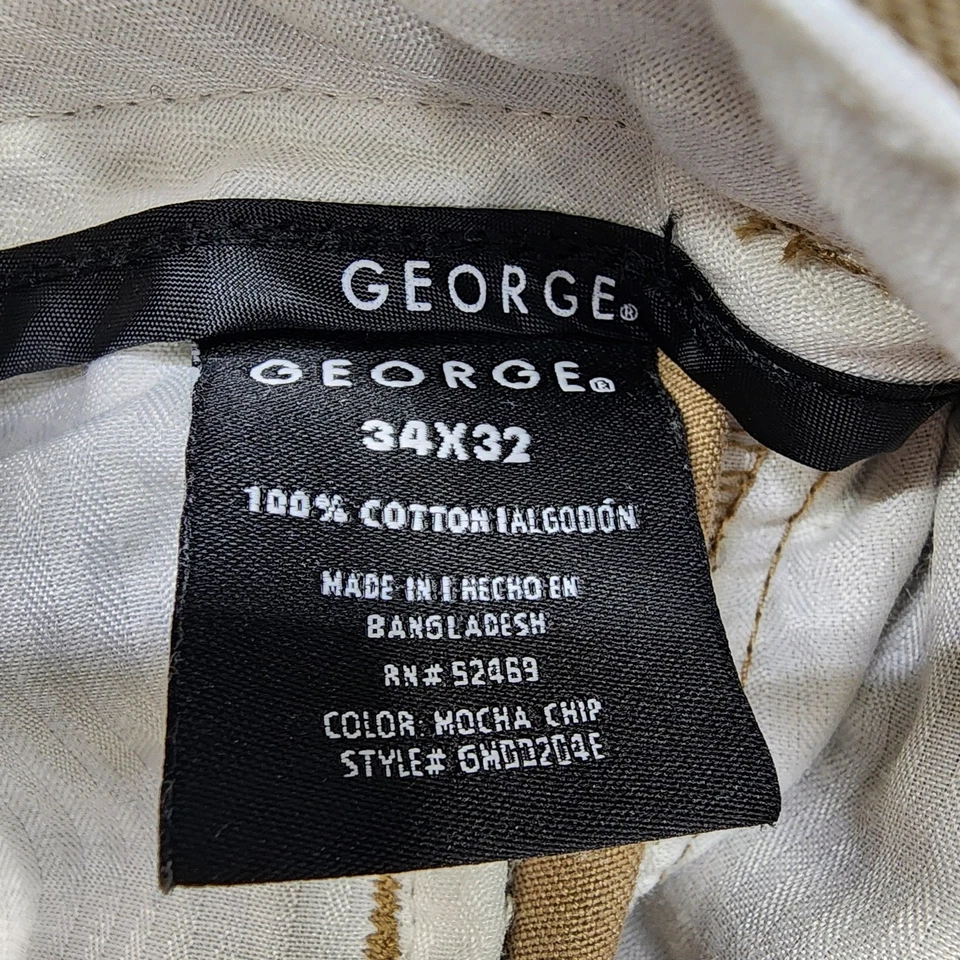 GEORGE®
GEORGE®
34X32
100% COTTON | ALGODÓN
MADE IN | HECHO EN
BANGLADESH
RN# 52469
COLOR: MOCHA CHIP
STYLE# GMDD204E